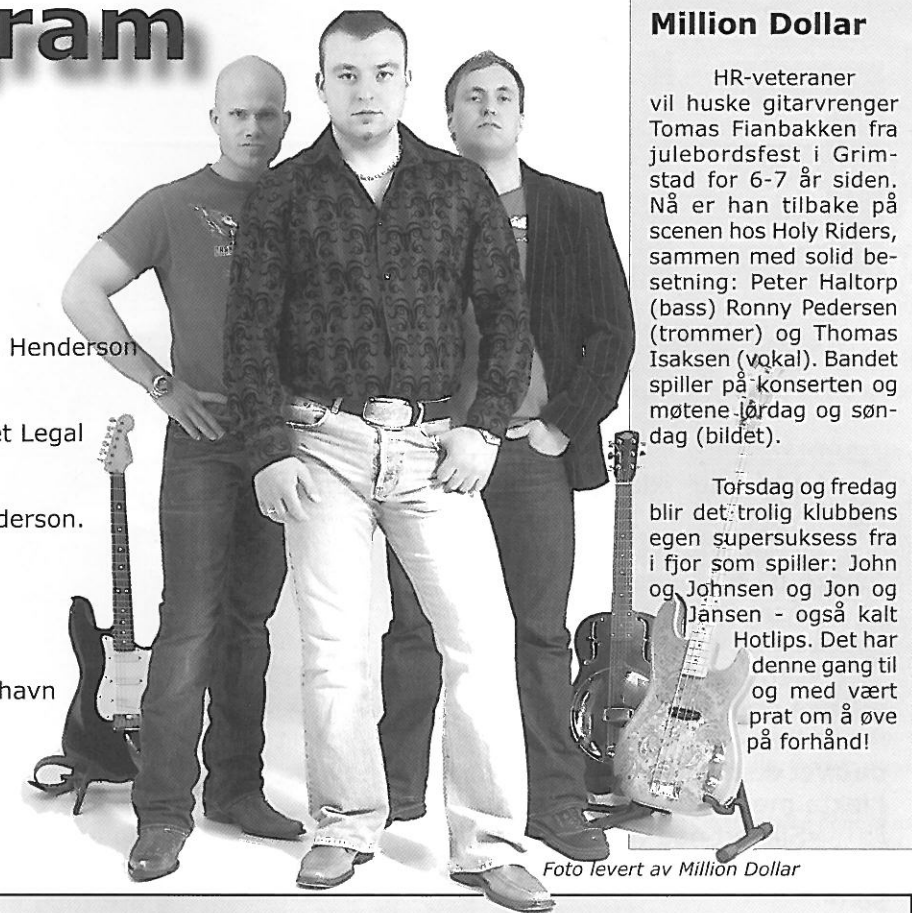 ram
Henderson
et Legal
derson.
havn
Million Dollar
HR-veteraner
vil huske gitarvrenger
Tomas Fianbakken fra
julebordsfest i Grim-
stad for 6-7 år siden.
Nå er han tilbake på
scenen hos Holy Riders,
sammen med solid be-
setning: Peter Haltorp
(bass) Ronny Pedersen
(trommer) og Thomas
Isaksen (vokal). Bandet
spiller på konserten og
møtene lørdag og søn-
dag (bildet).
Torsdag og fredag
blir det trolig klubbens
egen supersuksess fra
i fjor som spiller: John
og Johnsen og Jon og
Jansen - også kalt
Hotlips. Det har
denne gang til
og med vært
prat om å øve
på forhånd!
Foto levert av Million Dollar